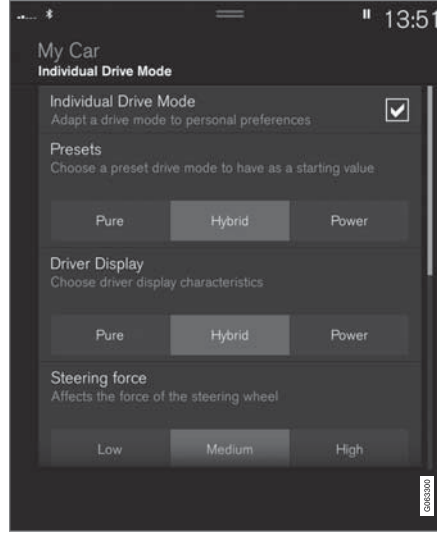 13:51
My Car
Individual Drive Mode
Individual Drive Mode
Adapt a drive mode to personal preferences
Presets
Choose a preset drive mode to have as a starting value
Pure Hybrid Power
Driver Display
Choose driver display characteristics
Pure Hybrid Power
Steering force
Affects the force of the steering wheel
Low Medium High
G063300